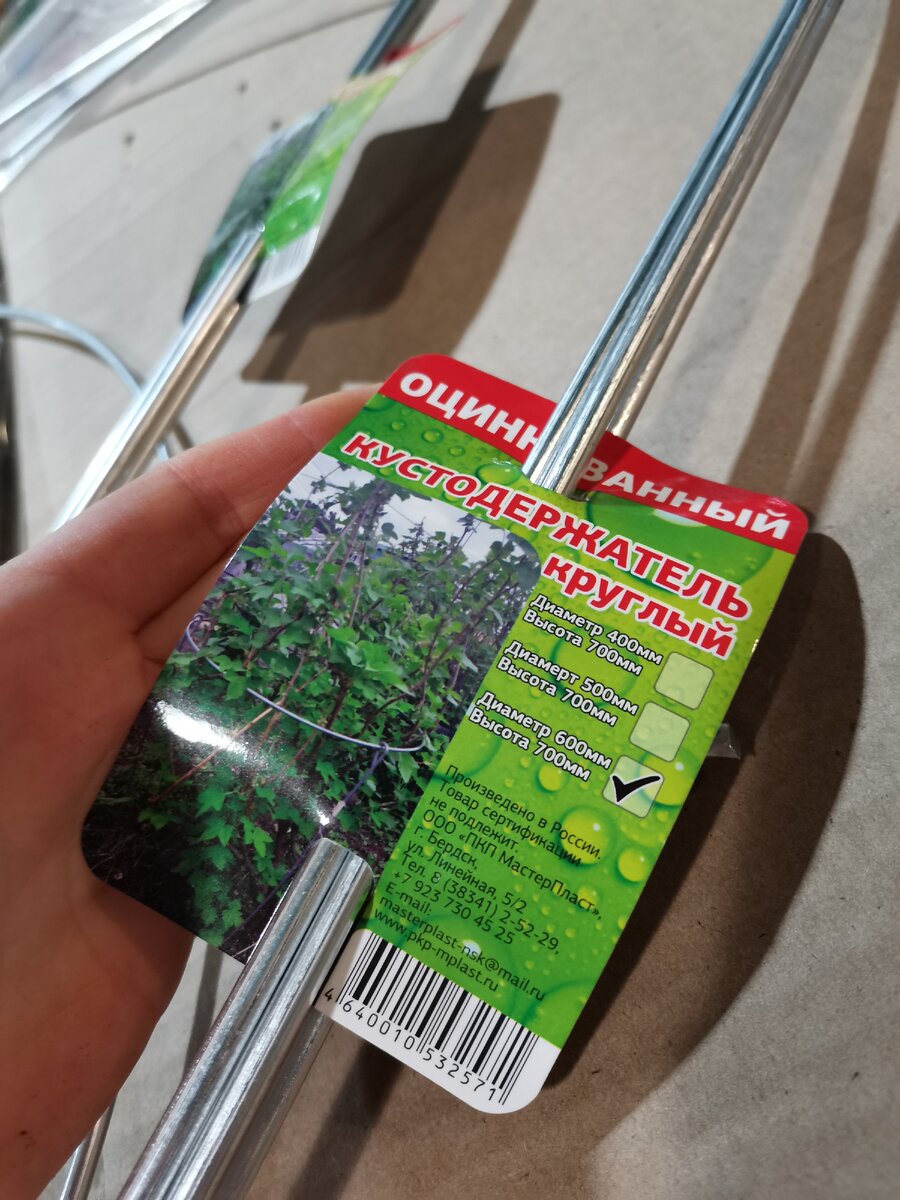 ОЦИНКОВАННЫЙ
КУСТОДЕРЖАТЕЛЬ
КРУГЛЫЙ
Диаметр 400мм
Высота 700мм
Диамерт 500мм
Высота 700мм
Диаметр 600мм
Высота 700мм
Произведено в России.
Товар сертификации
не подлежит.
ООО «ПКП МастерПласт»,
г. Бердск,
ул. Линейная, 5/2
Тел. 8 (38341) 2-52-29,
+7 923 730 45 25
E-mail:
masterplast-nsk@mail.ru
www.pkp-mplast.ru
4 640010 532571